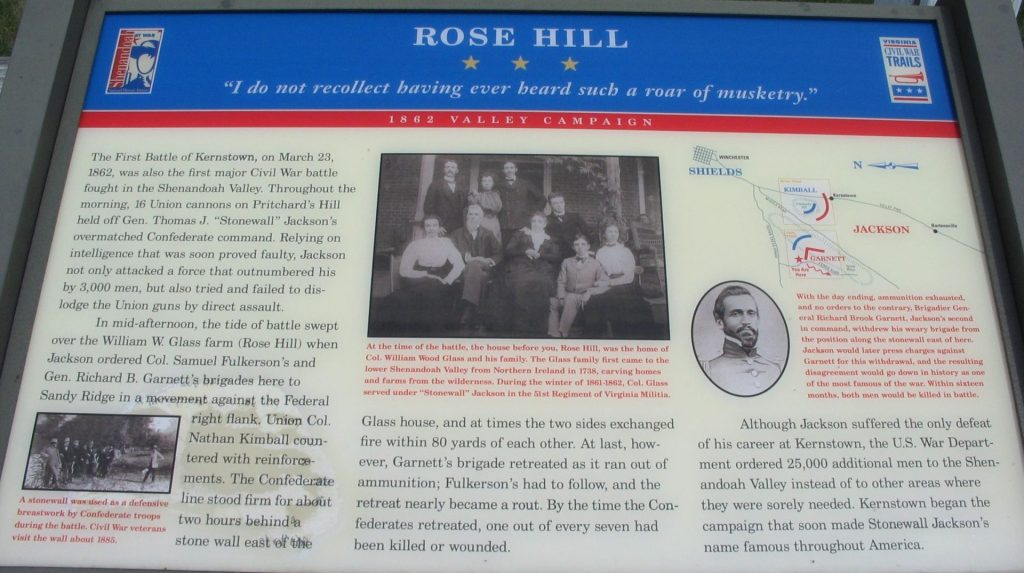 Shenandoah
AT WAR
ROSE HILL
"I do not recollect having ever heard such a roar of musketry."
VIRGINIA
CIVIL WAR
TRAILS
1862 VALLEY CAMPAIGN
The First Battle of Kernstown, on March 23,
1862, was also the first major Civil War battle
fought in the Shenandoah Valley. Throughout the
morning, 16 Union cannons on Pritchard's Hill
held off Gen. Thomas J. "Stonewall" Jackson's
overmatched Confederate command. Relying on
intelligence that was soon proved faulty, Jackson
not only attacked a force that outnumbered his
by 3,000 men, but also tried and failed to dis-
lodge the Union guns by direct assault.
In mid-afternoon, the tide of battle swept
over the William W. Glass farm (Rose Hill) when
Jackson ordered Col. Samuel Fulkerson's and
Gen. Richard B. Garnett's brigades here to
Sandy Ridge in a movement against the Federal
right flank. Union Col.
Nathan Kimball coun-
tered with reinforce-
ments. The Confederate
line stood firm for about
two hours behind a
stone wall east of the
A stonewall was used as a defensive
breastwork by Confederate troops
during the battle. Civil War veterans
visit the wall about 1885.
At the time of the battle, the house before you, Rose Hill, was the home of
Col. William Wood Glass and his family. The Glass family first came to the
lower Shenandoah Valley from Northern Ireland in 1738, carving homes
and farms from the wilderness. During the winter of 1861-1862, Col. Glass
served under "Stonewall" Jackson in the 51st Regiment of Virginia Militia.
Glass house, and at times the two sides exchanged
fire within 80 yards of each other. At last, how-
ever, Garnett's brigade retreated as it ran out of
ammunition; Fulkerson's had to follow, and the
retreat nearly became a rout. By the time the Con-
federates retreated, one out of every seven had
been killed or wounded.
WINCHESTER
SHIELDS
N
KIMBALL
Kernstown
JACKSON
Bartonsville
GARNETT
You Are
Here
With the day ending, ammunition exhausted,
and no orders to the contrary, Brigadier Gen-
eral Richard Brook Garnett, Jackson's second
in command, withdrew his weary brigade from
the position along the stonewall east of here.
Jackson would later press charges against
Garnett for this withdrawal, and the resulting
disagreement would go down in history as one
of the most famous of the war. Within sixteen
months, both men would be killed in battle.
Although Jackson suffered the only defeat
of his career at Kernstown, the U.S. War Depart-
ment ordered 25,000 additional men to the Shen-
andoah Valley instead of to other areas where
they were sorely needed. Kernstown began the
campaign that soon made Stonewall Jackson's
name famous throughout America.